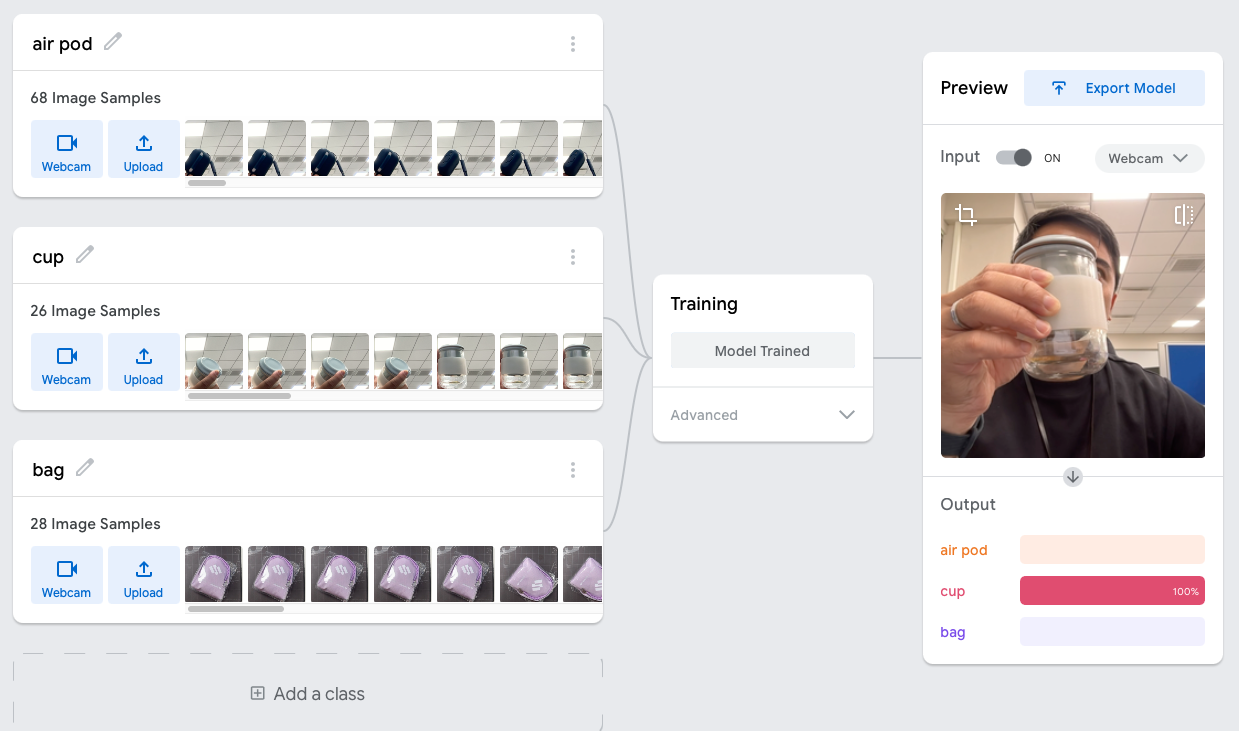 air pod
68 Image Samples
Webcam
Upload
cup
26 Image Samples
Webcam
Upload
bag
28 Image Samples
Webcam
Upload
Add a class
Training
Model Trained
Advanced
Preview
Export Model
Input
ON
Webcam
Output
air pod
cup
100%
bag